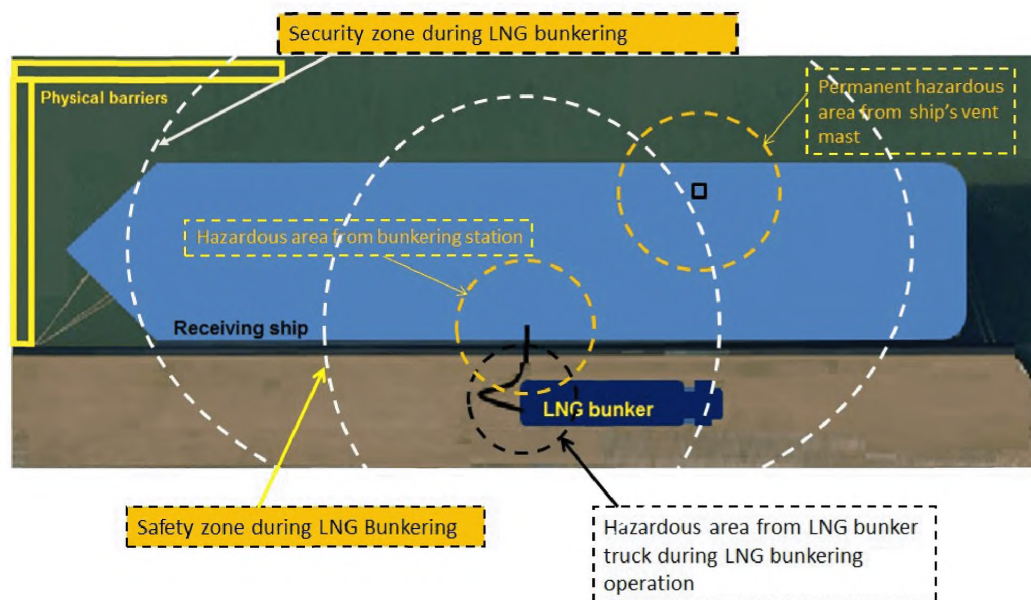 Security zone during LNG bunkering
Physical barriers
Permanent hazardous
area from ship's vent
mast
Hazardous area from bunkering station
Receiving ship
LNG bunker
Safety zone during LNG Bunkering
Hazardous area from LNG bunker
truck during LNG bunkering
operation